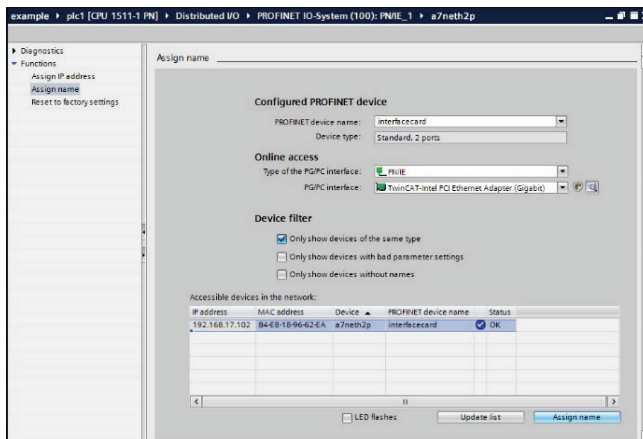 example ▸ plc1 [CPU 1511-1 PN] ▸ Distributed I/O ▸ PROFINET IO-System (100): PN/IE_1 ▸ a7neth2p
Diagnostics
Functions
Assign IP address
Assign name
Reset to factory settings
Assign name
Configured PROFINET device
PROFINET device name: interfacecard
Device type: Standard, 2 ports
Online access
Type of the PG/PC interface: PN/IE
PG/PC interface: TwinCAT-Intel PCI Ethernet Adapter (Gigabit)
Device filter
Only show devices of the same type
Only show devices with bad parameter settings
Only show devices without names
Accessible devices in the network:
IP address MAC address Device PROFINET device name Status
192.168.17.102 84-E8-18-96-62-EA a7neth2p interfacecard OK
LED flashes Update list Assign name